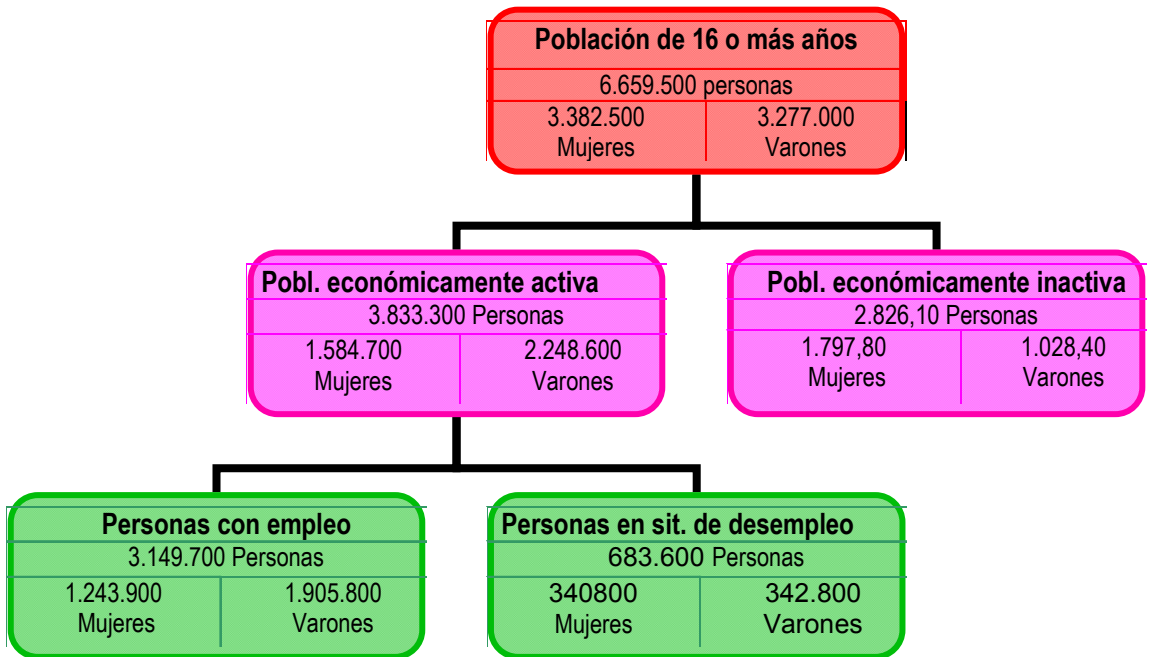 Población de 16 o más años
6.659.500 personas
3.382.500 3.277.000
Mujeres Varones
Pobl. económicamente activa
3.833.300 Personas
1.584.700 2.248.600
Mujeres Varones
Pobl. económicamente inactiva
2.826,10 Personas
1.797,80 1.028,40
Mujeres Varones
Personas con empleo
3.149.700 Personas
1.243.900 1.905.800
Mujeres Varones
Personas en sit. de desempleo
683.600 Personas
340800 342.800
Mujeres Varones